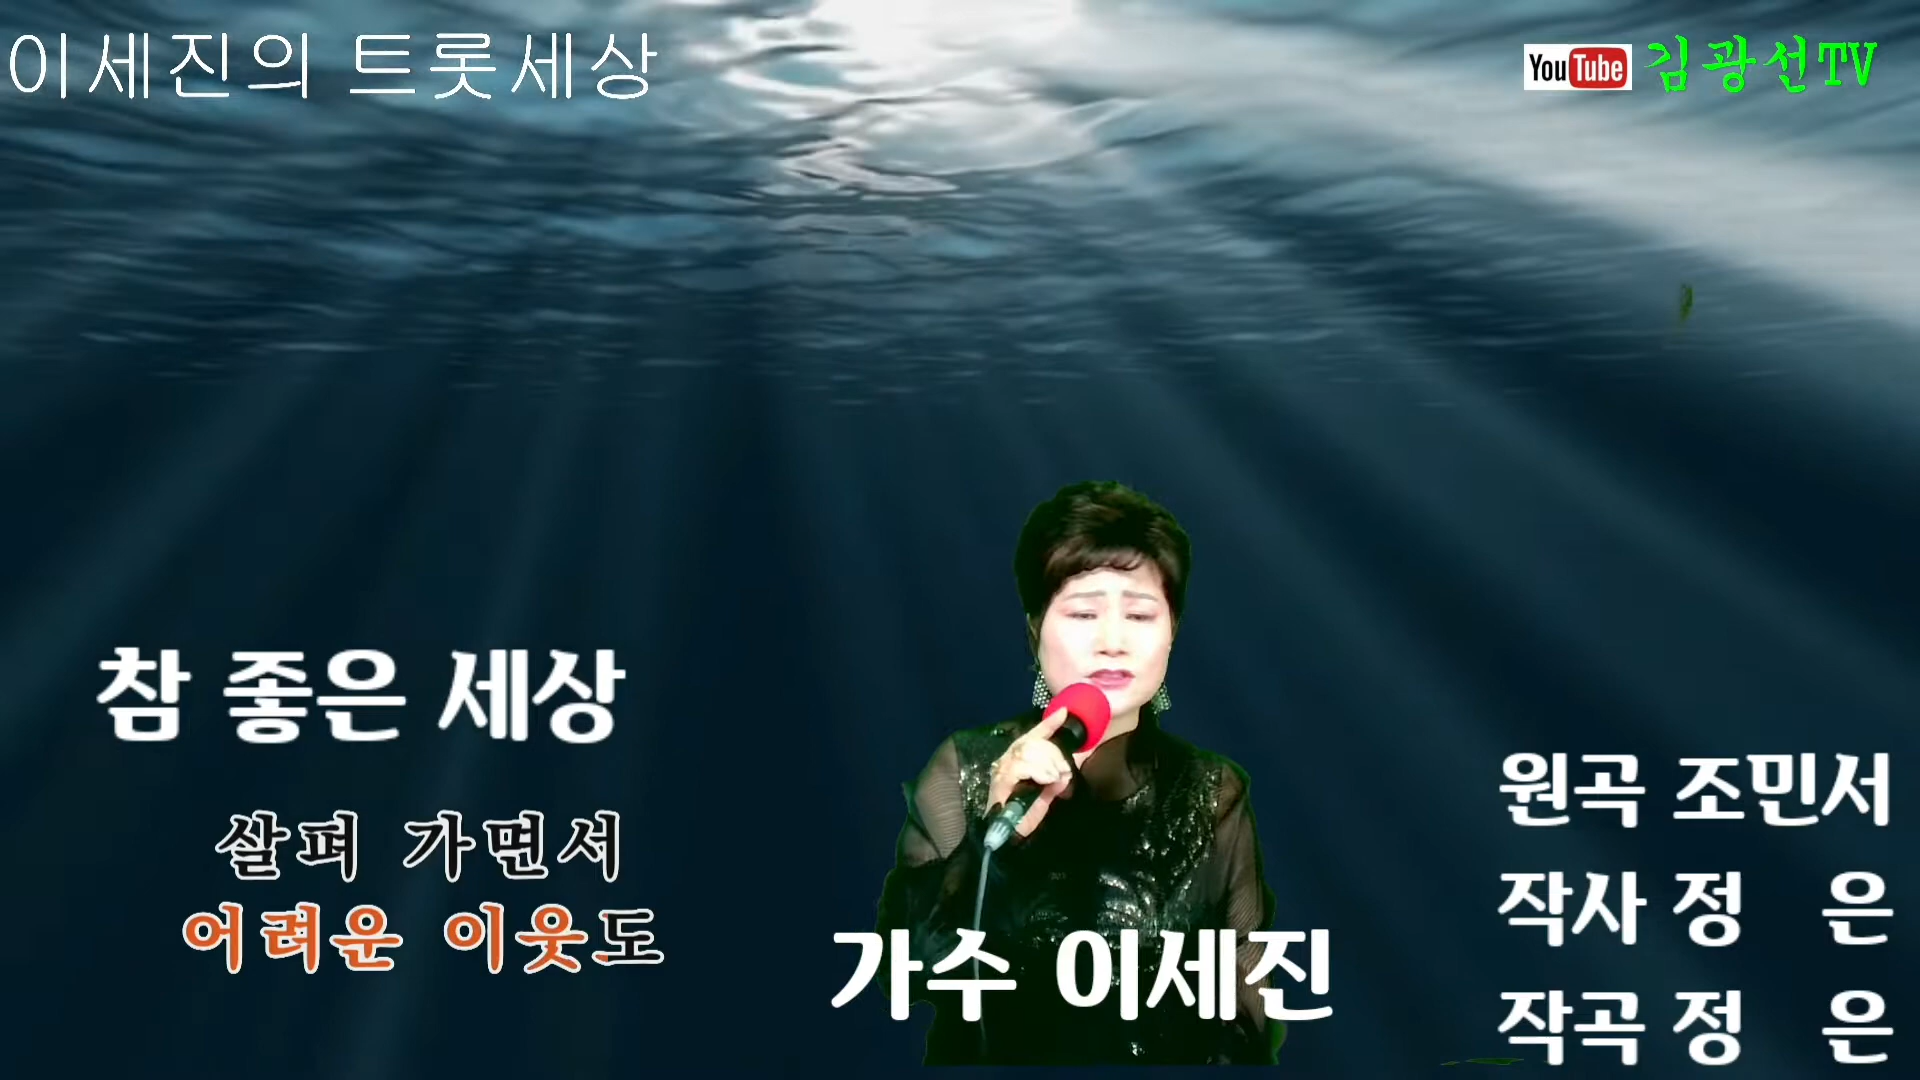 이세진의 트롯세상
YouTube 김광선TV
참 좋은 세상
살펴 가면서
어려운 이웃도
가수 이세진
원곡 조민서
작사 정 은
작곡 정 은